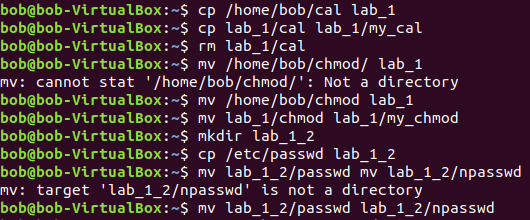 bob@bob-VirtualBox:~$ cp /home/bob/cal lab_1
bob@bob-VirtualBox:~$ cp lab_1/cal lab_1/my_cal
bob@bob-VirtualBox:~$ rm lab_1/cal
bob@bob-VirtualBox:~$ mv /home/bob/chmod/ lab_1
mv: cannot stat '/home/bob/chmod/': Not a directory
bob@bob-VirtualBox:~$ mv /home/bob/chmod lab_1
bob@bob-VirtualBox:~$ mv lab_1/chmod lab_1/my_chmod
bob@bob-VirtualBox:~$ mkdir lab_1_2
bob@bob-VirtualBox:~$ cp /etc/passwd lab_1_2
bob@bob-VirtualBox:~$ mv lab_1_2/passwd mv lab_1_2/npasswd
mv: target 'lab_1_2/npasswd' is not a directory
bob@bob-VirtualBox:~$ mv lab_1_2/passwd lab_1_2/npasswd